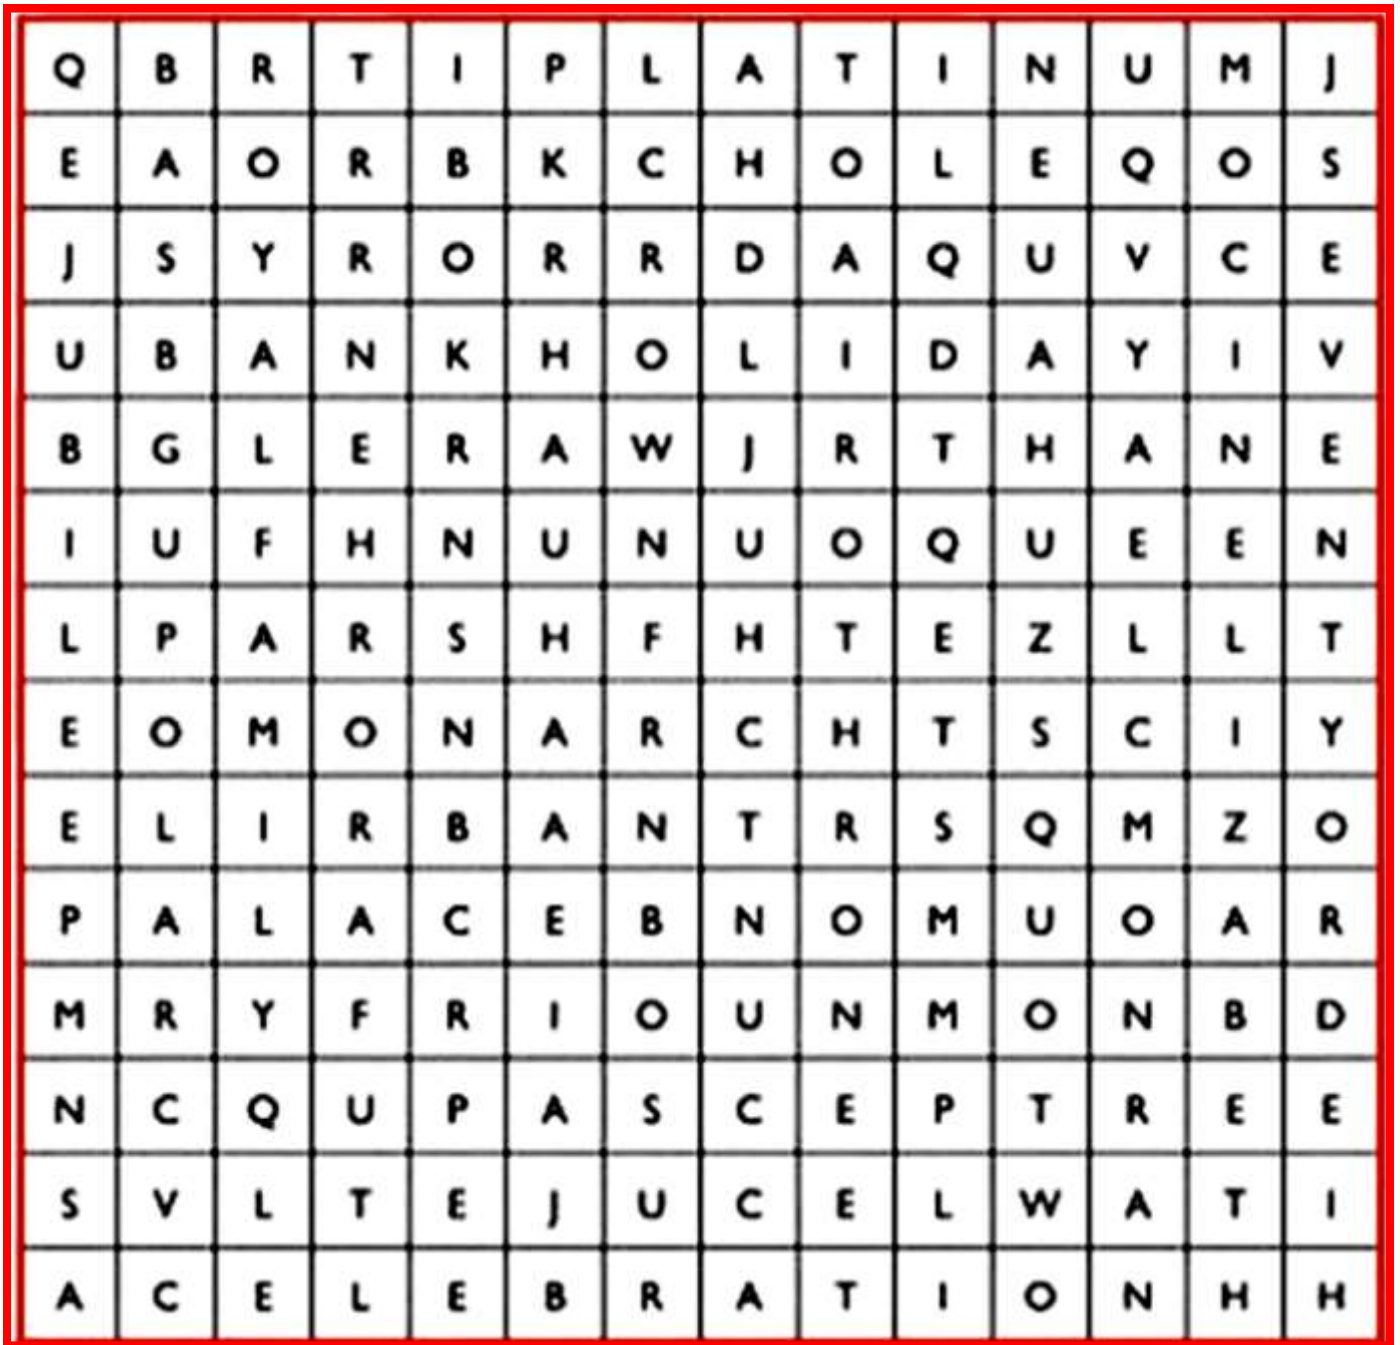 Q B R T I P L A T I N U M J
E A O R B K C H O L E Q O S
J S Y R O R R D A Q U V C E
U B A N K H O L I D A Y I V
B G L E R A W J R T H A N E
I U F H N U N U O Q U E E N
L P A R S H F H T E Z L L T
E O M O N A R C H T S C I Y
E L I R B A N T R S Q M Z O
P A L A C E B N O M U O A R
M R Y F R I O U N M O N B D
N C Q U P A S C E P T R E E
S V L T E J U C E L W A T I
A C E L E B R A T I O N H H